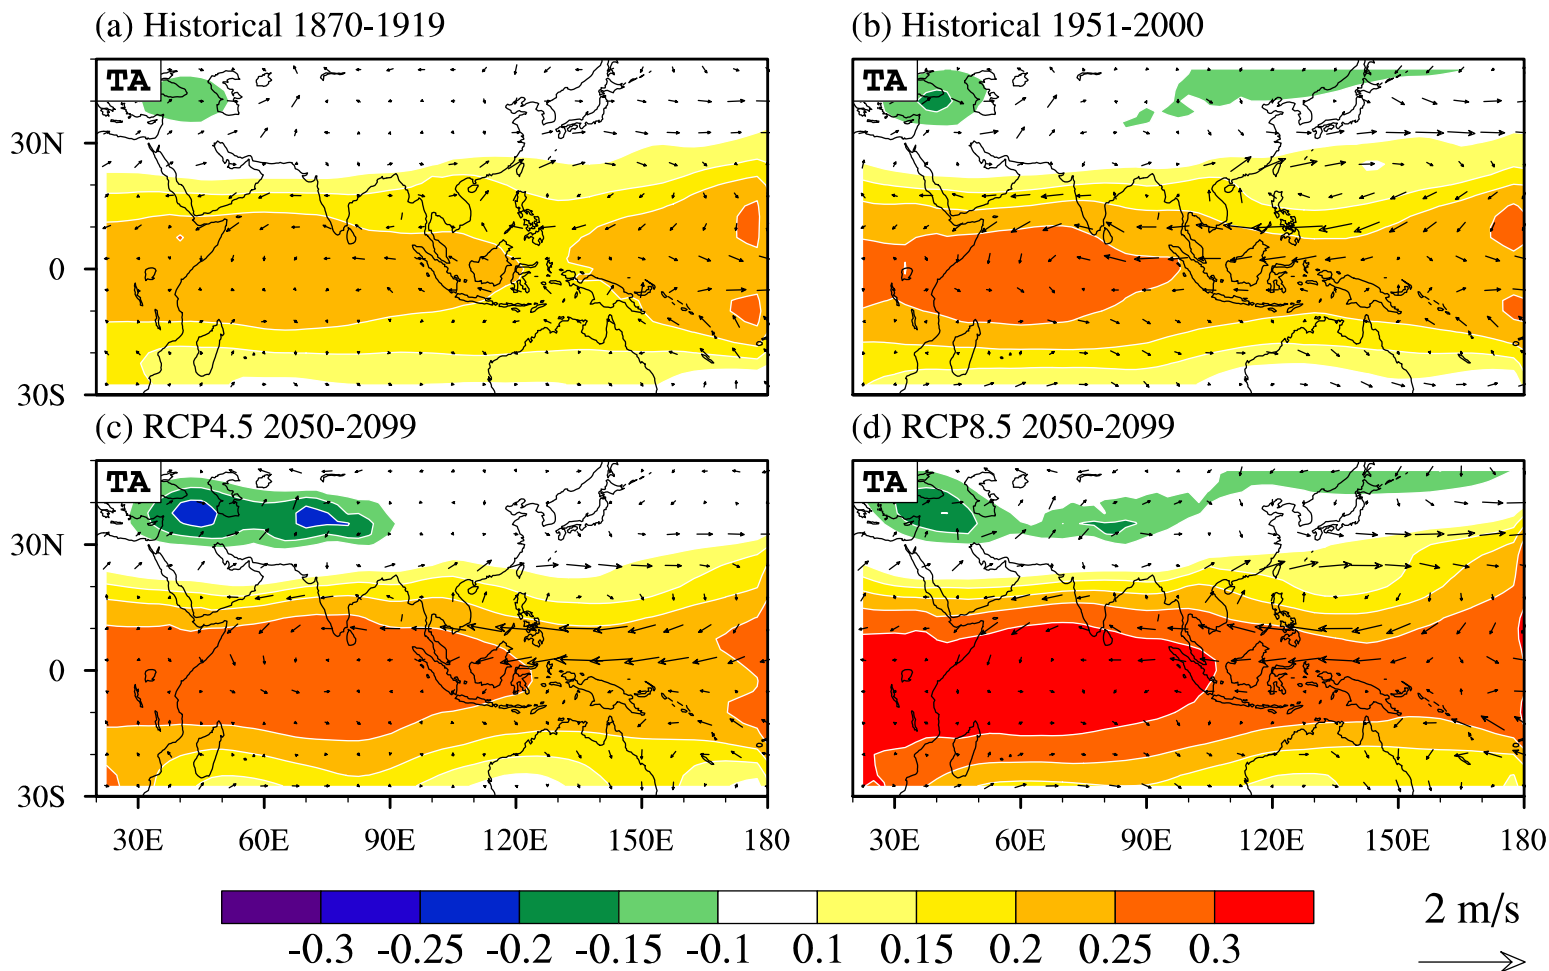 (a) Historical 1870-1919
(b) Historical 1951-2000
TA
TA
30N
0
30S
(c) RCP4.5 2050-2099
(d) RCP8.5 2050-2099
TA
TA
30N
0
30S
30E 60E 90E 120E 150E 180
30E 60E 90E 120E 150E 180
-0.3 -0.25 -0.2 -0.15 -0.1 0.1 0.15 0.2 0.25 0.3
2 m/s